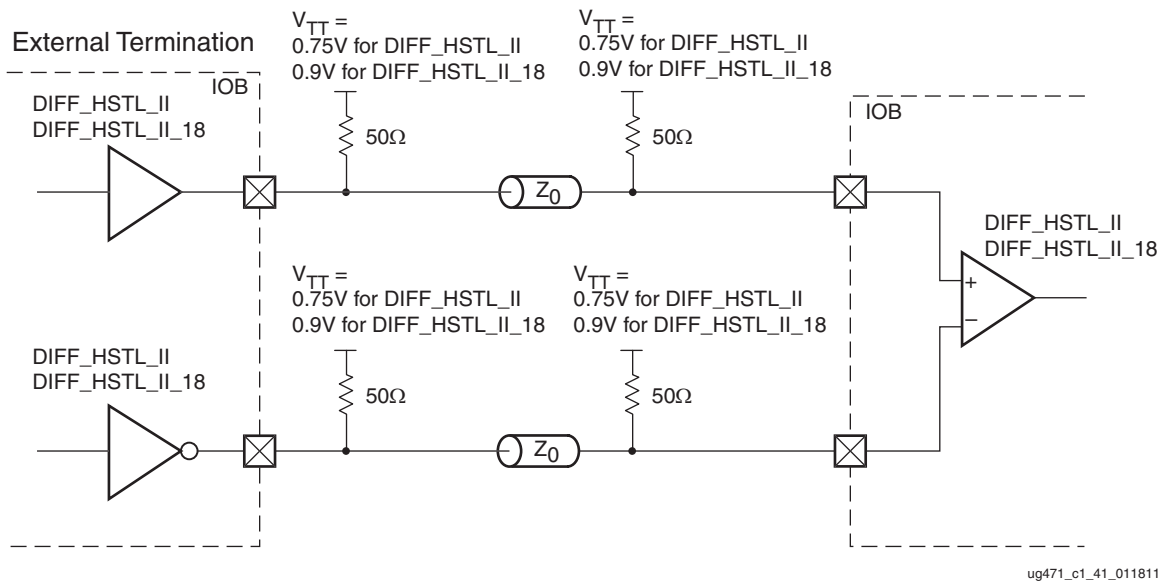 External Termination
V_TT =
0.75V for DIFF_HSTL_II
0.9V for DIFF_HSTL_II_18
V_TT =
0.75V for DIFF_HSTL_II
0.9V for DIFF_HSTL_II_18
IOB
IOB
DIFF_HSTL_II
DIFF_HSTL_II_18
50Ω
50Ω
Z_0
DIFF_HSTL_II
DIFF_HSTL_II_18
+
−
V_TT =
0.75V for DIFF_HSTL_II
0.9V for DIFF_HSTL_II_18
V_TT =
0.75V for DIFF_HSTL_II
0.9V for DIFF_HSTL_II_18
DIFF_HSTL_II
DIFF_HSTL_II_18
50Ω
50Ω
Z_0
ug471_c1_41_011811